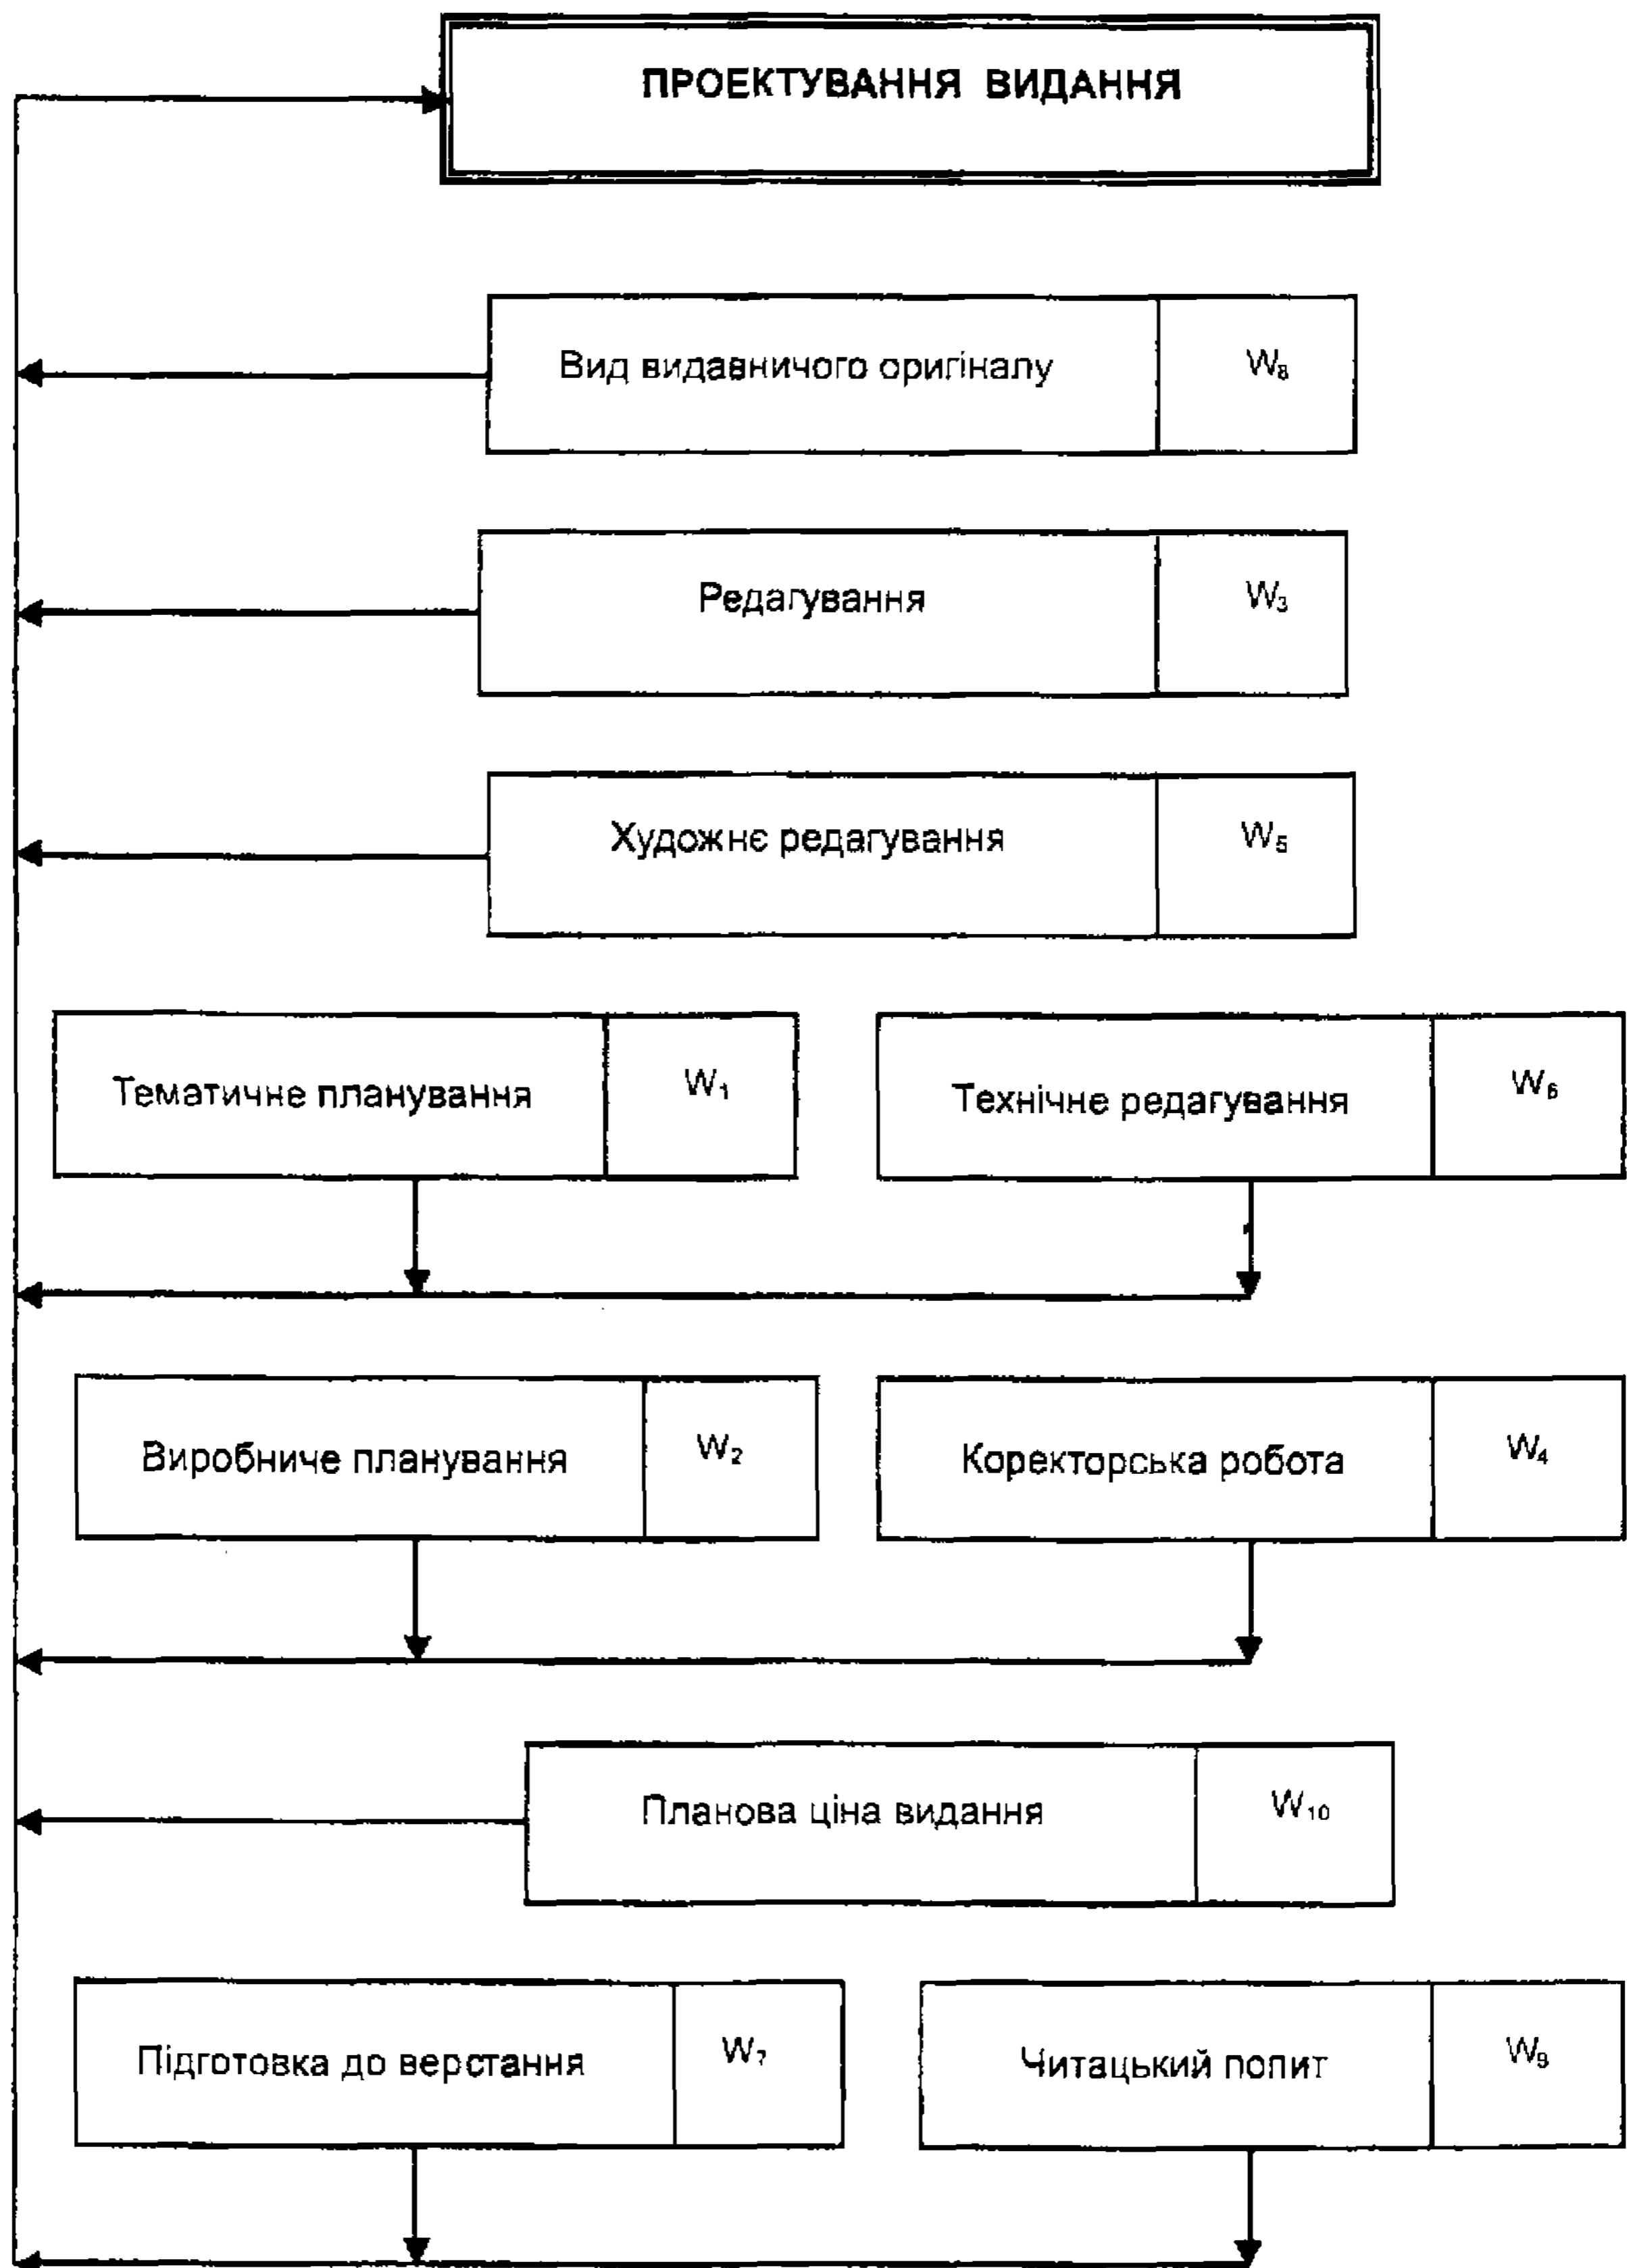 ПРОЕКТУВАННЯ ВИДАННЯ
Вид видавничого оригіналу W₈
Редагування W₃
Художнє редагування W₅
Тематичне планування W₁ Технічне редагування W₆
Виробниче планування W₂ Коректорська робота W₄
Планова ціна видання W₁₀
Підготовка до верстання W₇ Читацький попит W₉